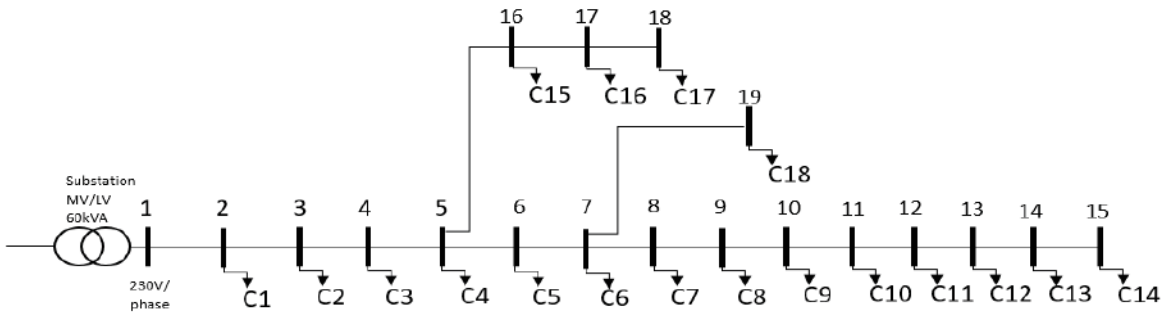 16 17 18
C15 C16 C17
19
C18
Substation
MV/LV
60kVA
1 2 3 4 5 6 7 8 9 10 11 12 13 14 15
230V/
phase
C1 C2 C3 C4 C5 C6 C7 C8 C9 C10 C11 C12 C13 C14